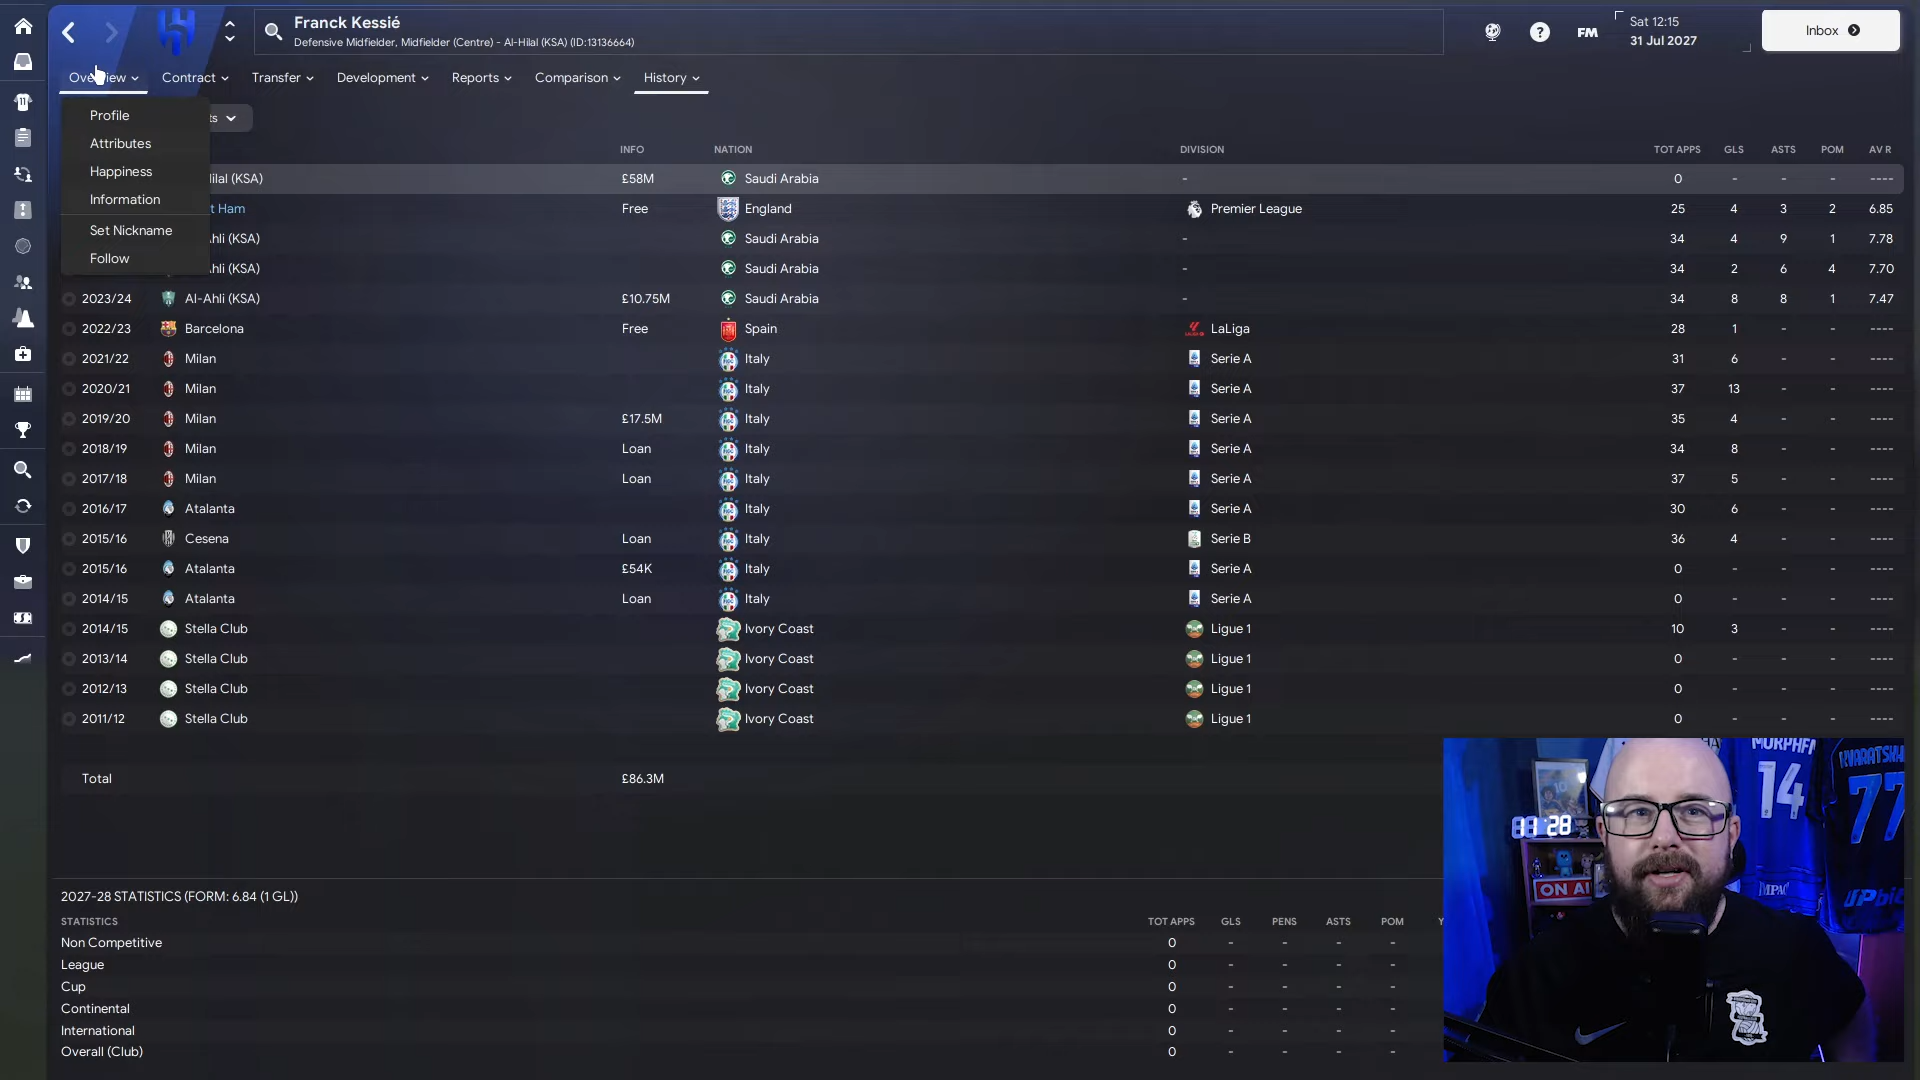 Franck Kessié
Defensive Midfielder, Midfielder (Centre) - Al-Hilal (KSA) (ID:13136664)
FM
Sat 12:15
31 Jul 2027
Inbox
Contract
Transfer
Development
Reports
Comparison
History
Profile
Attributes
Happiness
Information
Set Nickname
Follow
INFO NATION DIVISION TOT APPS GLS ASTS POM AV R
(KSA) £58M Saudi Arabia - 0 - - - ----
Ham Free England Premier League 25 4 3 2 6.85
(KSA) Saudi Arabia - 34 4 9 1 7.78
(KSA) Saudi Arabia - 34 2 6 4 7.70
2023/24 Al-Ahli (KSA) £10.75M Saudi Arabia - 34 8 8 1 7.47
2022/23 Barcelona Free Spain LaLiga 28 1 - - ----
2021/22 Milan Italy Serie A 31 6 - - ----
2020/21 Milan Italy Serie A 37 13 - - ----
2019/20 Milan £17.5M Italy Serie A 35 4 - - ----
2018/19 Milan Loan Italy Serie A 34 8 - - ----
2017/18 Milan Loan Italy Serie A 37 5 - - ----
2016/17 Atalanta Italy Serie A 30 6 - - ----
2015/16 Cesena Loan Italy Serie B 36 4 - - ----
2015/16 Atalanta £54K Italy Serie A 0 - - - ----
2014/15 Atalanta Loan Italy Serie A 0 - - - ----
2014/15 Stella Club Ivory Coast Ligue 1 10 3 - - ----
2013/14 Stella Club Ivory Coast Ligue 1 0 - - - ----
2012/13 Stella Club Ivory Coast Ligue 1 0 - - - ----
2011/12 Stella Club Ivory Coast Ligue 1 0 - - - ----
Total £86.3M
2027-28 STATISTICS (FORM: 6.84 (1 GL))
STATISTICS TOT APPS GLS PENS ASTS POM
Non Competitive 0 - - - -
League 0 - - - -
Cup 0 - - - -
Continental 0 - - - -
International 0 - - - -
Overall (Club) 0 - - - -
14
77
11 28
ON AI